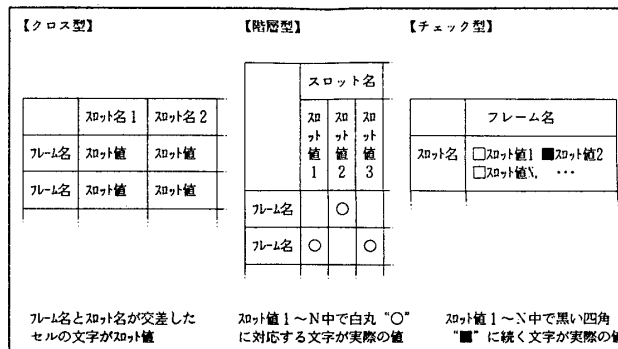 【クロス型】
スロット名1 スロット名2
フレーム名 スロット値 スロット値
フレーム名 スロット値 スロット値
フレーム名とスロット名が交差した
セルの文字がスロット値
【階層型】
スロット名
スロット値1 スロット値2 スロット値3
フレーム名 ○
フレーム名 ○ ○
スロット値1～N中で白丸“○”
に対応する文字が実際の値
【チェック型】
フレーム名
スロット名 □スロット値1 ■スロット値2
□スロット値N, …
スロット値1～N中で黒い四角
“■”に続く文字が実際の値